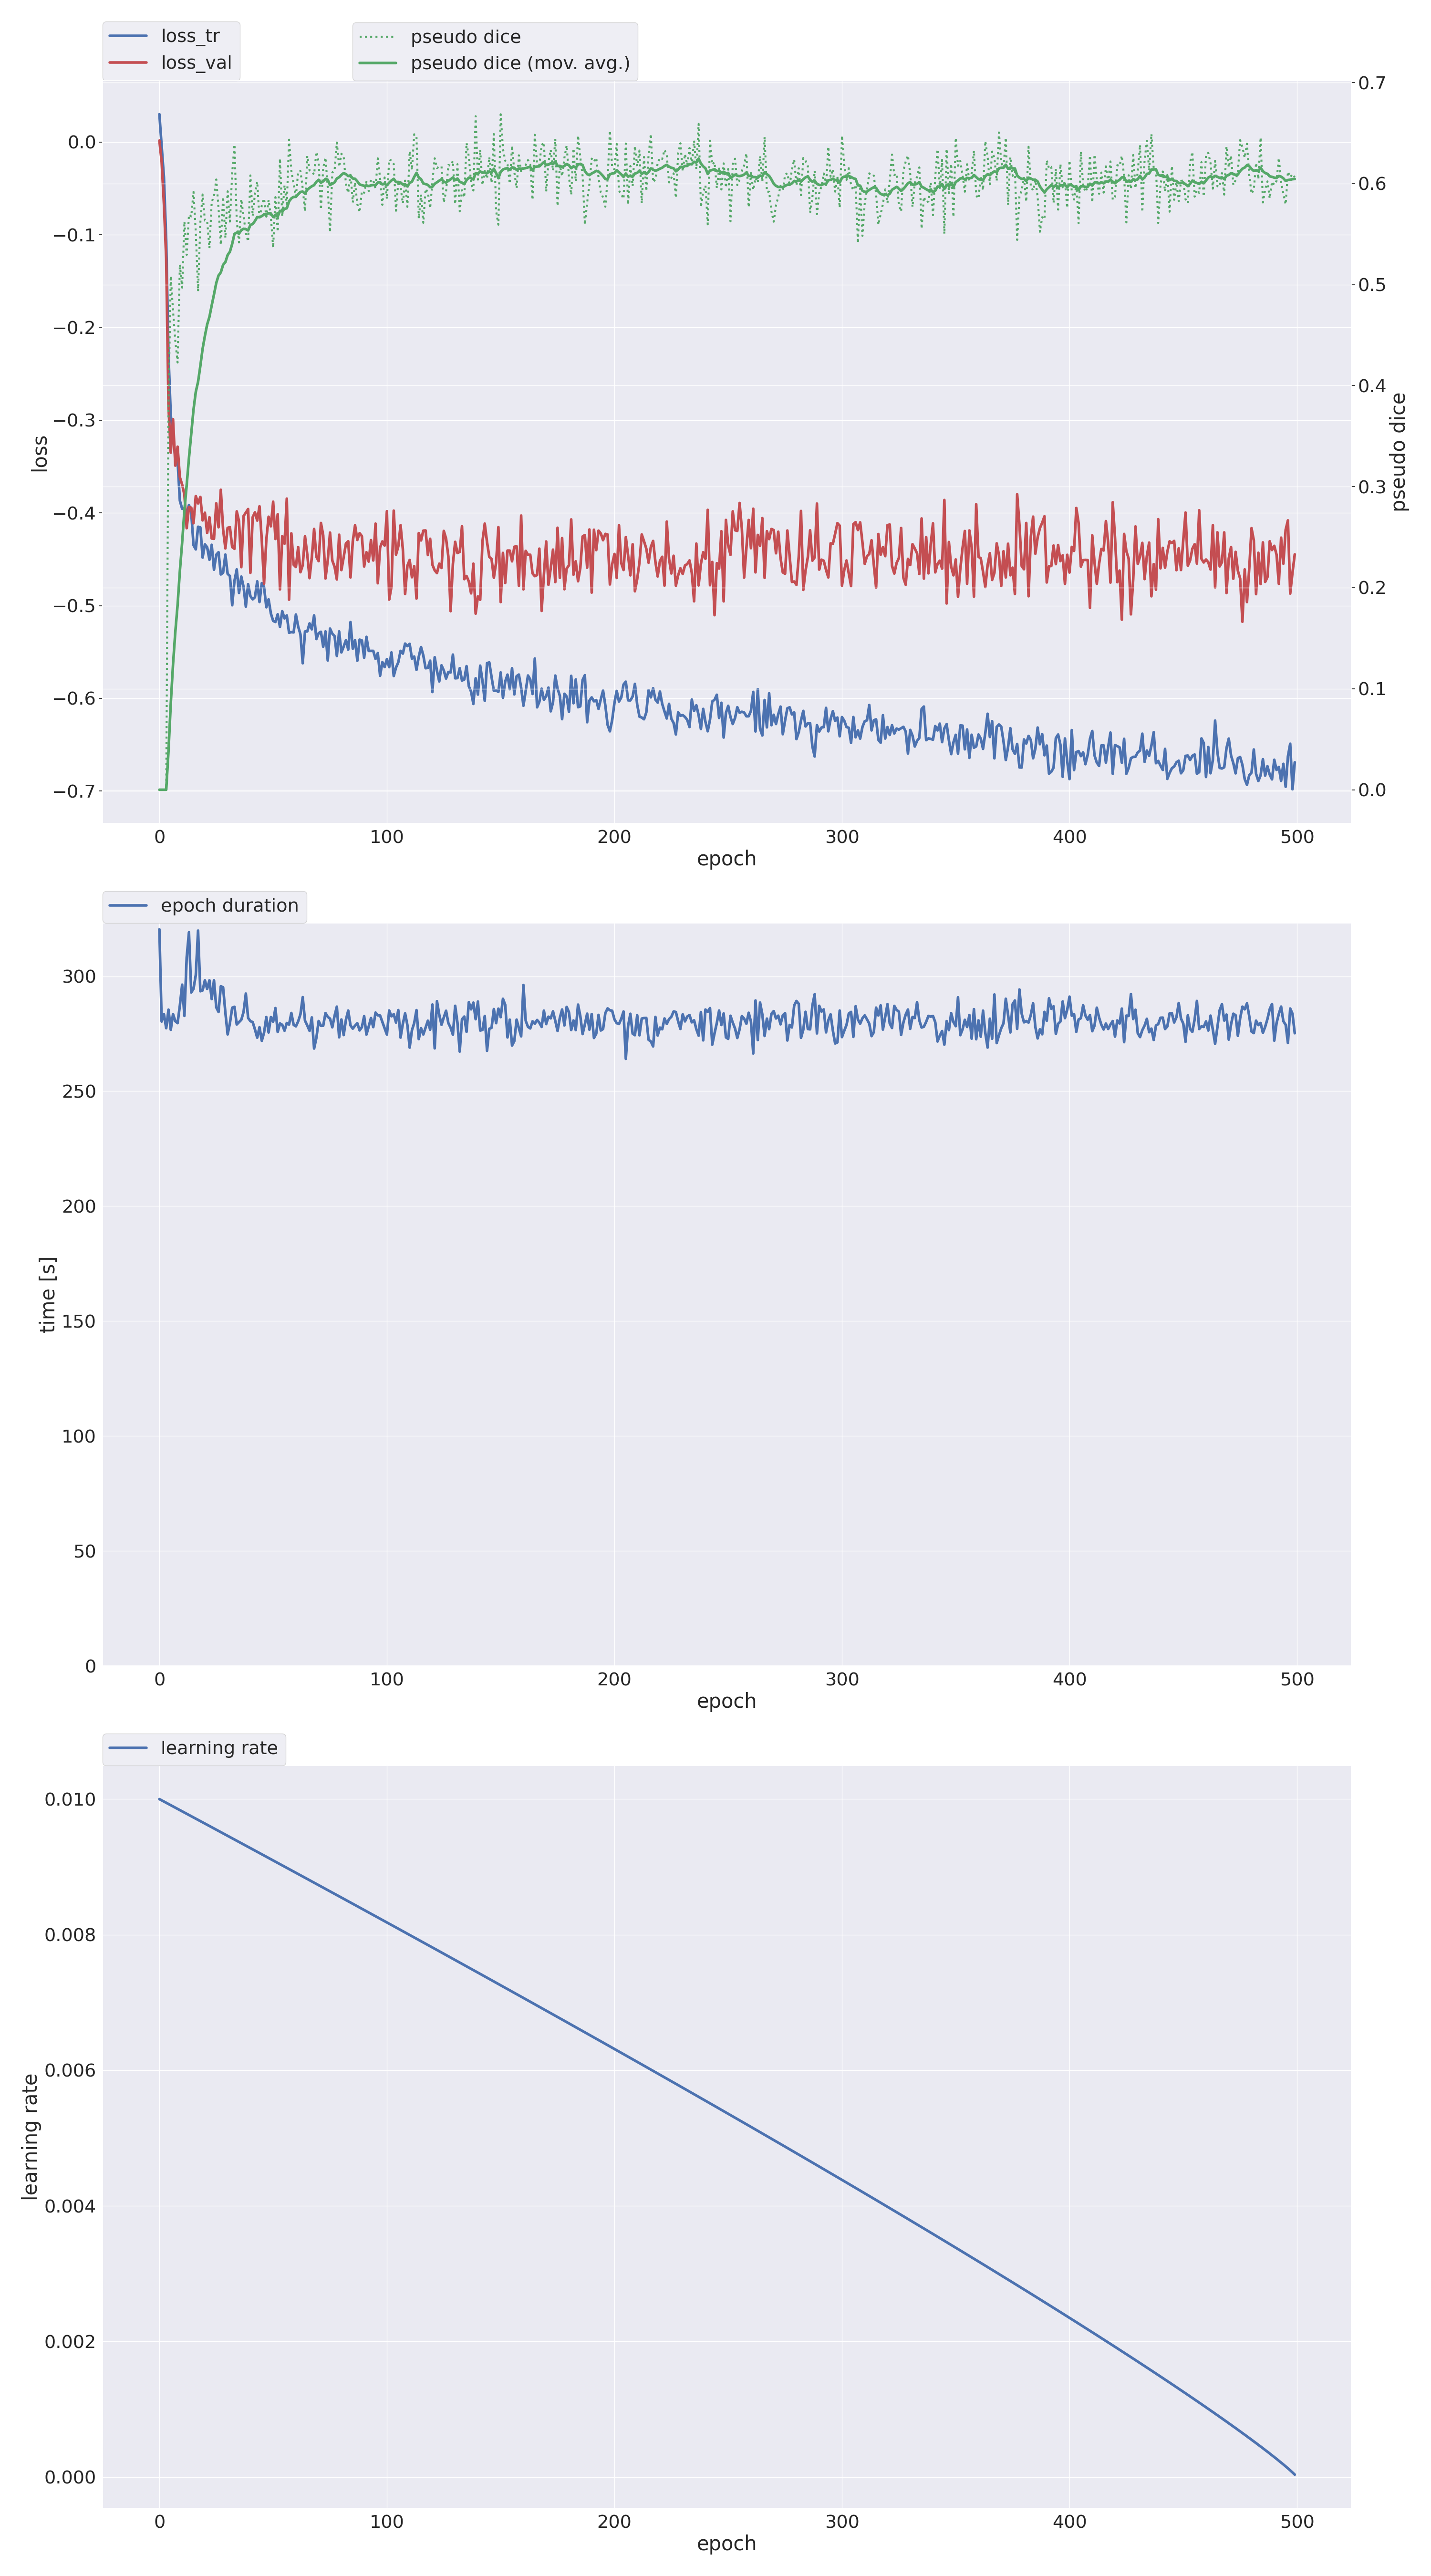 loss_tr
loss_val
pseudo dice
pseudo dice (mov. avg.)
0.0
−0.1
−0.2
−0.3
−0.4
−0.5
−0.6
−0.7
loss
0.7
0.6
0.5
0.4
0.3
0.2
0.1
0.0
pseudo dice
0 100 200 300 400 500
epoch
epoch duration
300
250
200
150
100
50
0
time [s]
0 100 200 300 400 500
epoch
learning rate
0.010
0.008
0.006
0.004
0.002
0.000
learning rate
0 100 200 300 400 500
epoch